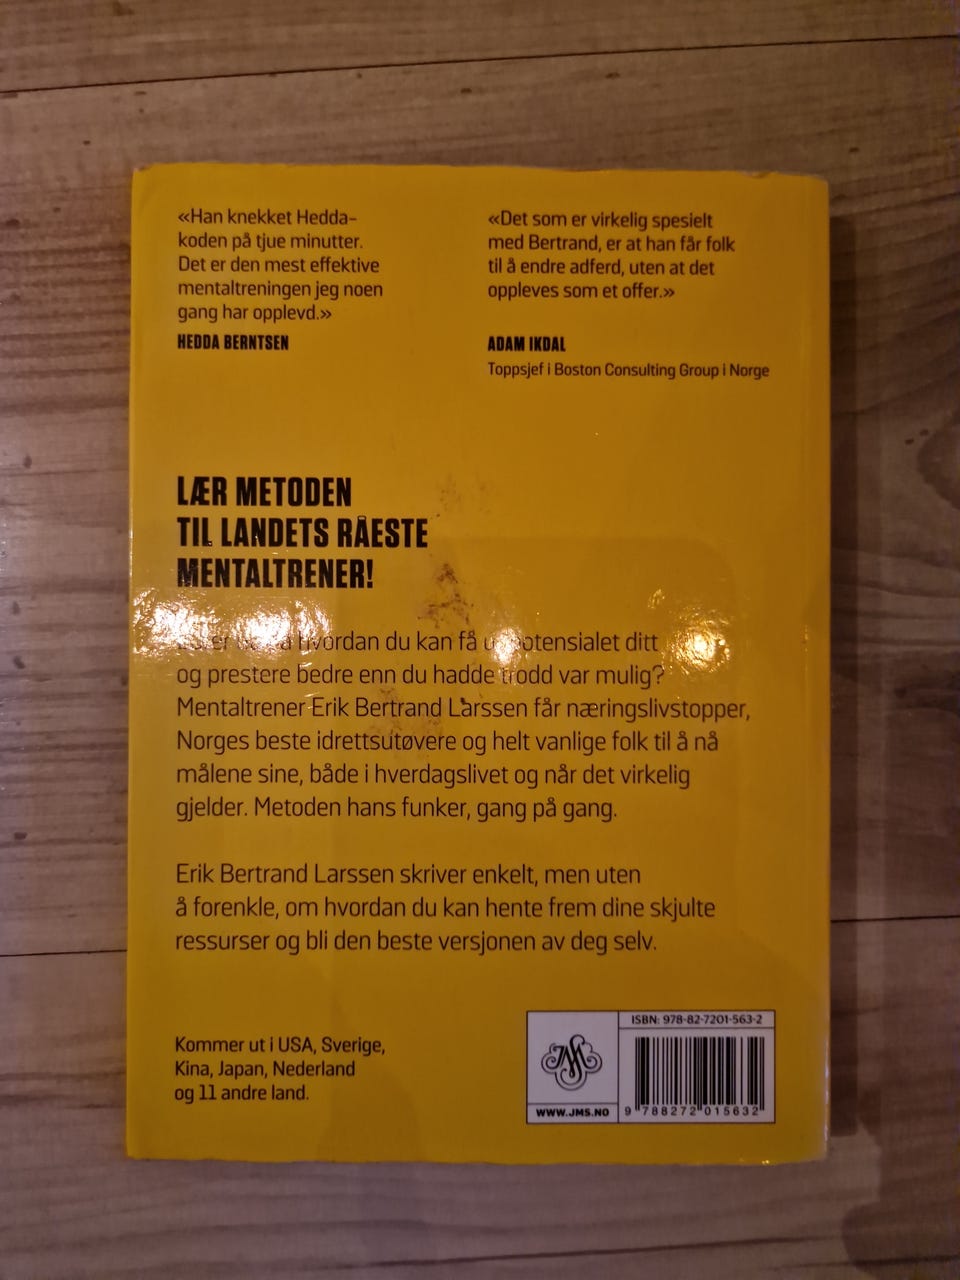 «Han knekket Hedda-
koden på tjue minutter.
Det er den mest effektive
mentaltreningen jeg noen
gang har opplevd.»
HEDDA BERNTSEN
«Det som er virkelig spesielt
med Bertrand, er at han får folk
til å endre adferd, uten at det
oppleves som et offer.»
ADAM IKDAL
Toppsjef i Boston Consulting Group i Norge
LÆR METODEN
TIL LANDETS RÅESTE
MENTALTRENER!
hvordan du kan få potensialet ditt
og prestere bedre enn du hadde trodd var mulig?
Mentaltrener Erik Bertrand Larssen får næringslivstopper,
Norges beste idrettsutøvere og helt vanlige folk til å nå
målene sine, både i hverdagslivet og når det virkelig
gjelder. Metoden hans funker, gang på gang.
Erik Bertrand Larssen skriver enkelt, men uten
å forenkle, om hvordan du kan hente frem dine skjulte
ressurser og bli den beste versjonen av deg selv.
Kommer ut i USA, Sverige,
Kina, Japan, Nederland
og 11 andre land.
ISBN: 978-82-7201-563-2
JMS
WWW.JMS.NO
9 788272 015632